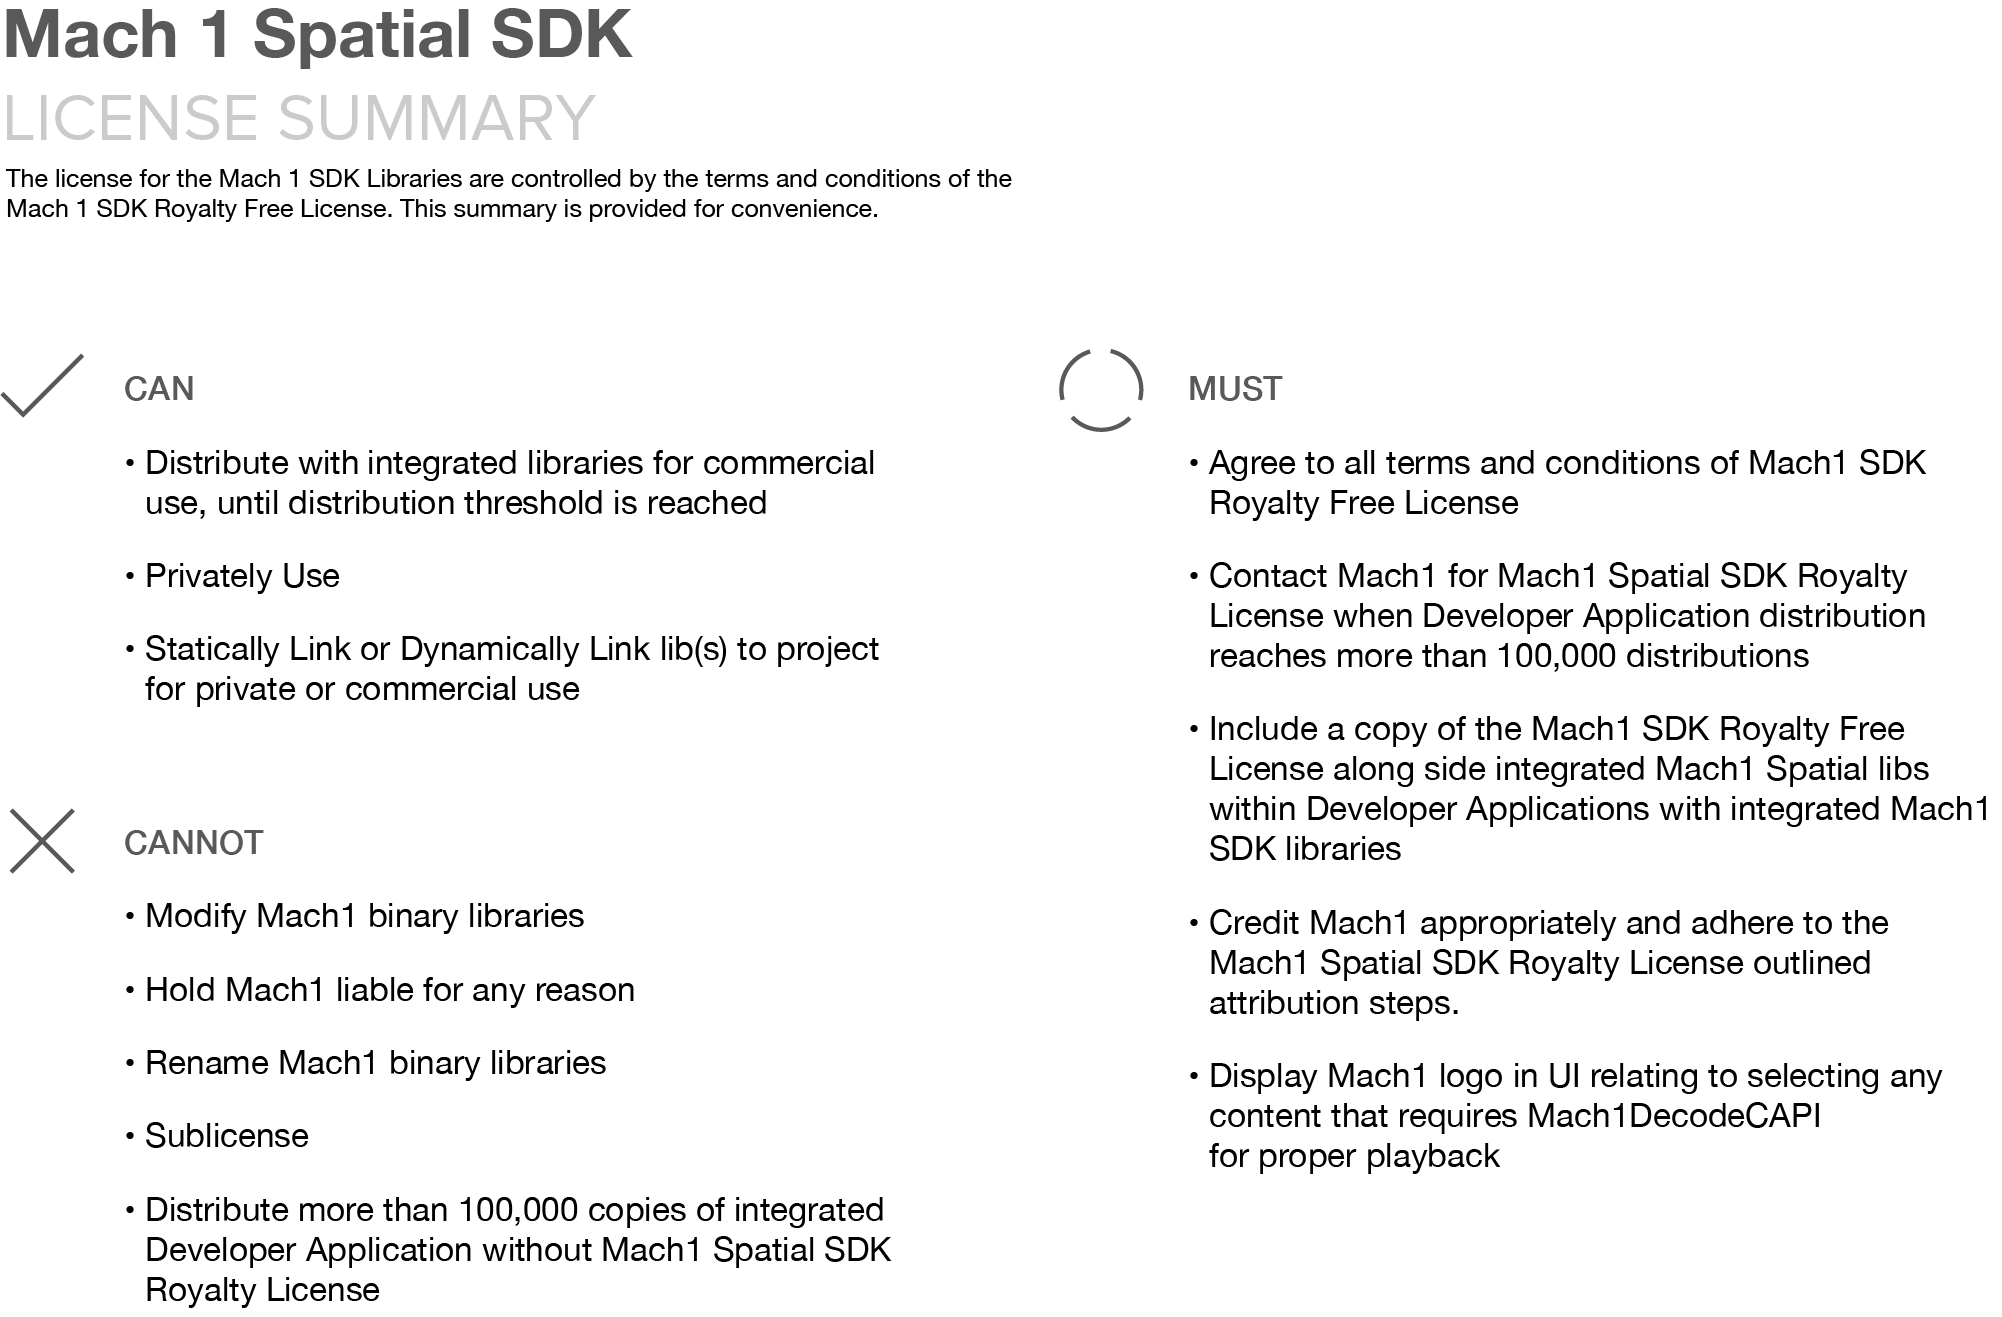 Mach 1 Spatial SDK
LICENSE SUMMARY
The license for the Mach 1 SDK Libraries are controlled by the terms and conditions of the
Mach 1 SDK Royalty Free License. This summary is provided for convenience.
CAN
• Distribute with integrated libraries for commercial
use, until distribution threshold is reached
• Privately Use
• Statically Link or Dynamically Link lib(s) to project
for private or commercial use
CANNOT
• Modify Mach1 binary libraries
• Hold Mach1 liable for any reason
• Rename Mach1 binary libraries
• Sublicense
• Distribute more than 100,000 copies of integrated
Developer Application without Mach1 Spatial SDK
Royalty License
MUST
• Agree to all terms and conditions of Mach1 SDK
Royalty Free License
• Contact Mach1 for Mach1 Spatial SDK Royalty
License when Developer Application distribution
reaches more than 100,000 distributions
• Include a copy of the Mach1 SDK Royalty Free
License along side integrated Mach1 Spatial libs
within Developer Applications with integrated Mach1
SDK libraries
• Credit Mach1 appropriately and adhere to the
Mach1 Spatial SDK Royalty License outlined
attribution steps.
• Display Mach1 logo in UI relating to selecting any
content that requires Mach1DecodeCAPI
for proper playback